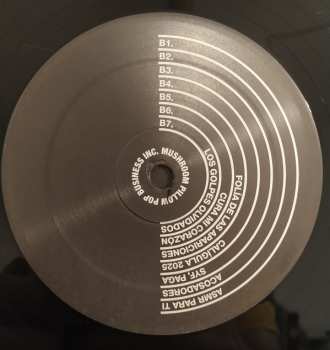 B1.
B2.
B3.
B4.
B5.
B6.
B7.
MUSHROOM PILLOW POP BUSINESS INC.
LOS GOLPES OLVIDADOS
CURA MI CORAZÓN
FOLIA DE LAS APARICIONES
CALIGULA 2025
SYF, PAGA
ACOSADORES
ASMR PARA TI